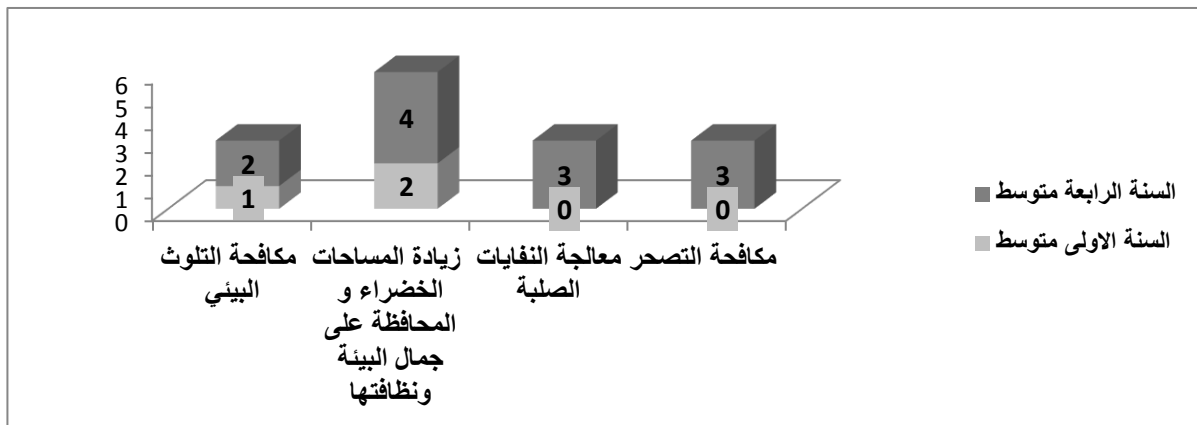 6
5
4
3
2
1
0
2
1
4
2
3
0
3
0
مكافحة التلوث
البيئي
زيادة المساحات
الخضراء و
المحافظة على
جمال البيئة
ونظافتها
معالجة النفايات
الصلبة
مكافحة التصحر
السنة الرابعة متوسط
السنة الاولى متوسط